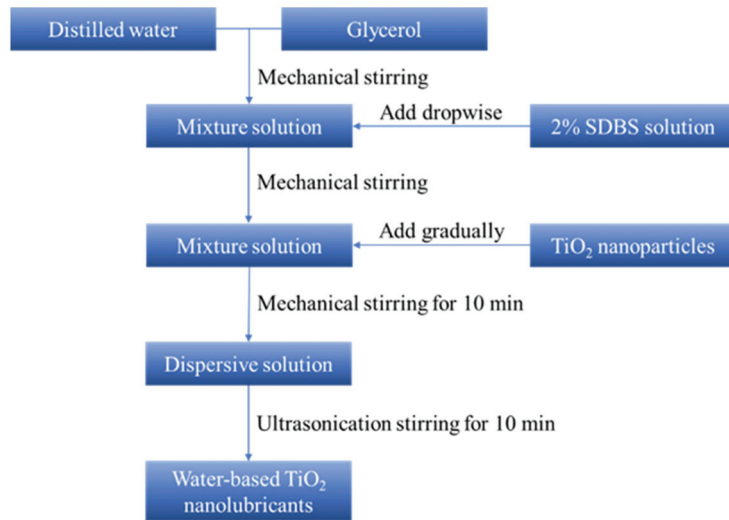 Distilled water
Glycerol
Mechanical stirring
Mixture solution
Add dropwise
2% SDBS solution
Mechanical stirring
Mixture solution
Add gradually
TiO₂ nanoparticles
Mechanical stirring for 10 min
Dispersive solution
Ultrasonication stirring for 10 min
Water-based TiO₂
nanolubricants